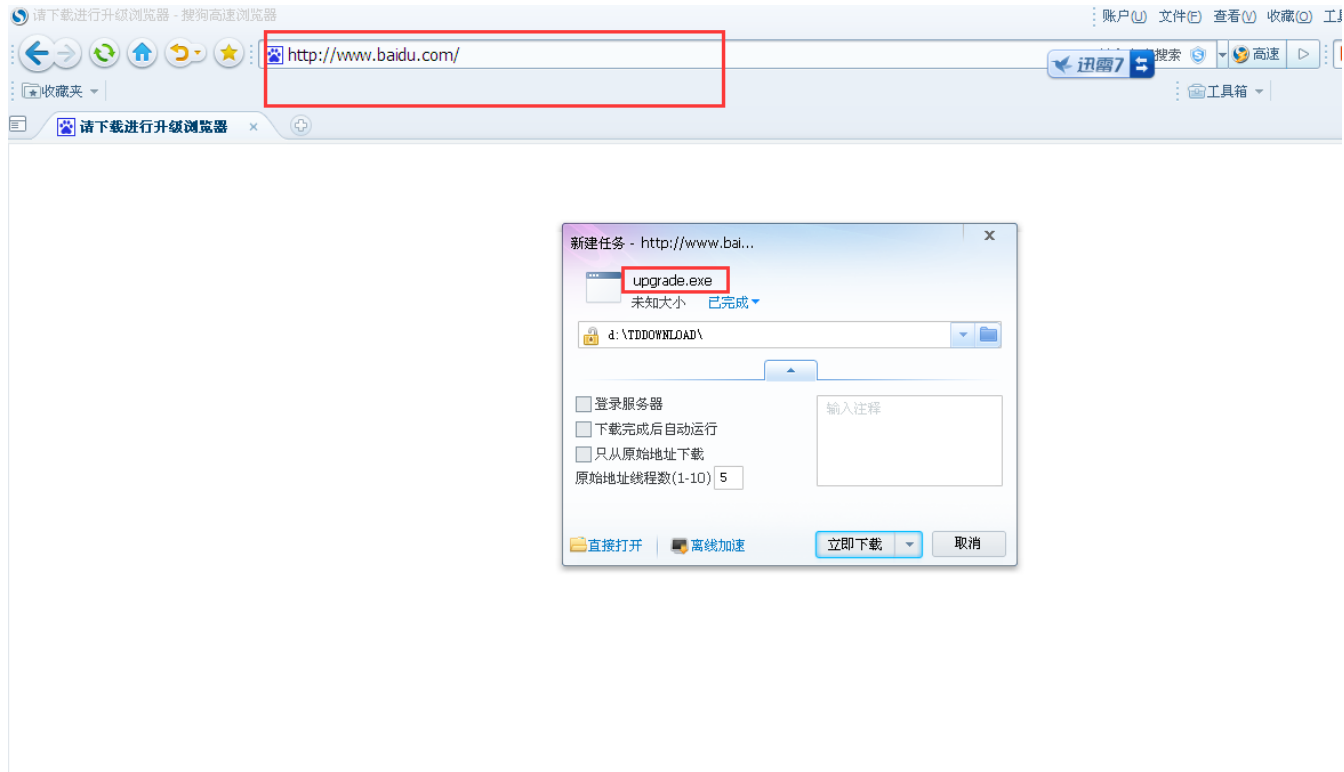 请下载进行升级浏览器 - 搜狗高速浏览器
账户(U) 文件(F) 查看(V) 收藏(O)
http://www.baidu.com/
搜索
高速
迅雷7
收藏夹
工具箱
请下载进行升级浏览器
新建任务 - http://www.bai...
upgrade.exe
未知大小 已完成
d:\TDDOWNLOAD\
登录服务器
输入注释
下载完成后自动运行
只从原始地址下载
原始地址线程数(1-10) 5
直接打开 离线加速 立即下载 取消